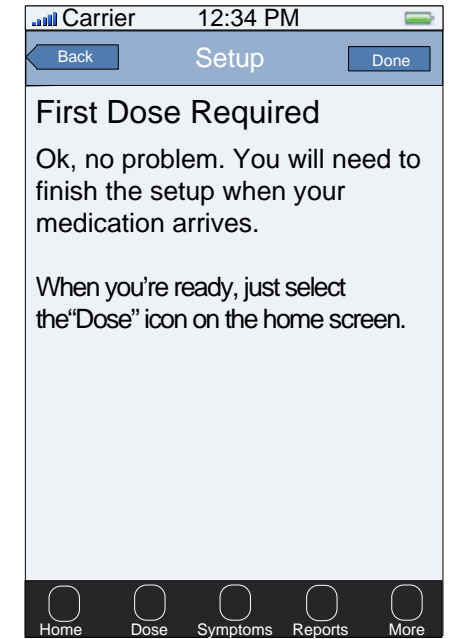 Carrier 12:34 PM
Back Setup Done
First Dose Required
Ok, no problem. You will need to
finish the setup when your
medication arrives.
When you’re ready, just select
the“Dose” icon on the home screen.
Home Dose Symptoms Reports More